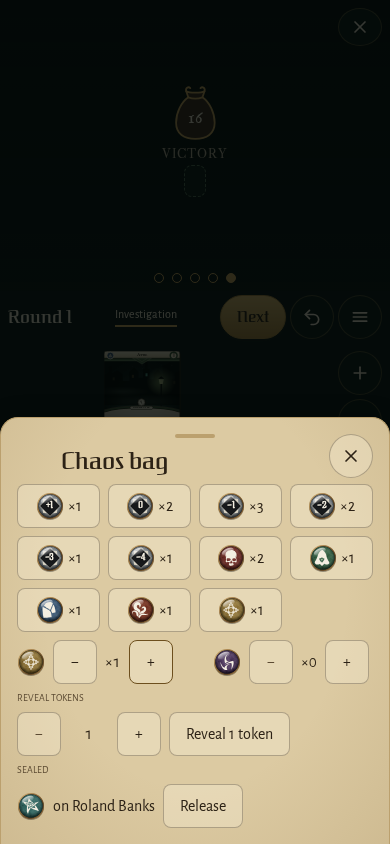 16
VICTORY
Round 1
Investigation
Next
Chaos bag
+1 ×1
0 ×2
-1 ×3
-2 ×2
-3 ×1
-4 ×1
×2
×1
×1
×1
×1
− ×1 +
− ×0 +
REVEAL TOKENS
− 1 + Reveal 1 token
SEALED
on Roland Banks Release